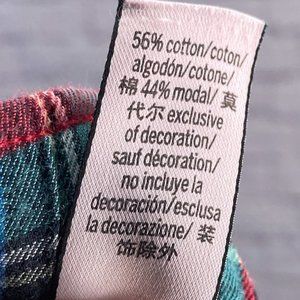 56% cotton/coton/
algodón/cotone/
棉 44% modal/ 莫
代尔 exclusive
of decoration/
sauf décoration/
no incluye la
decoración/esclusa
la decorazione/ 装
饰除外